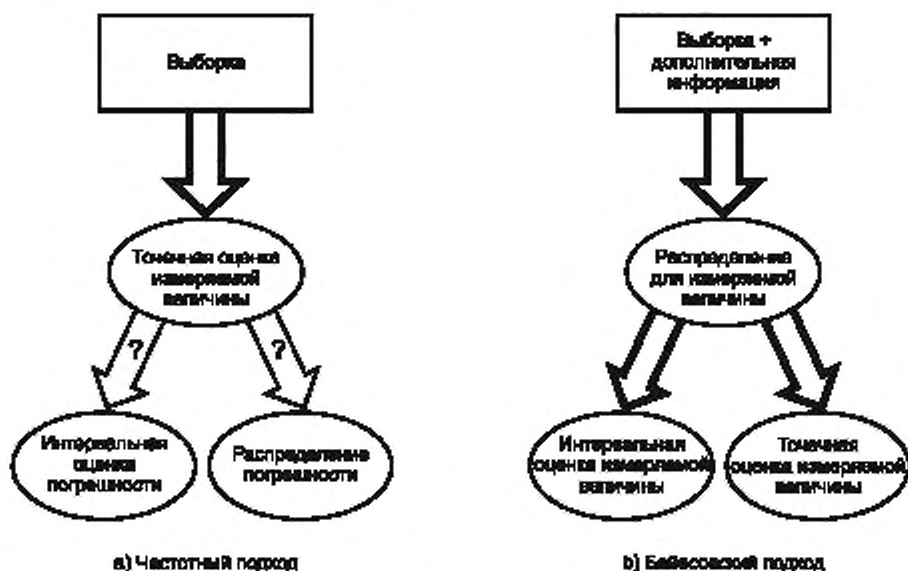 Выборка
Точечная оценка
измеряемой
величины
?
?
Интервальная
оценка
погрешности
Распределение
погрешности
а) Частотный подход
Выборка +
дополнительная
информация
Распределение
для измеряемой
величины
Интервальная
оценка измеряемой
величины
Точечная
оценка измеряемой
величины
b) Байесовский подход